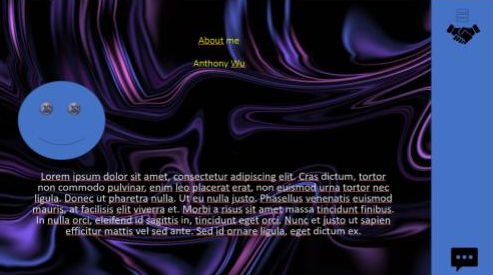 About me
Anthony Wu
Lorem ipsum dolor sit amet, consectetur adipiscing elit. Cras dictum, tortor
non commodo pulvinar, enim leo placerat erat, non euismod urna tortor nec
ligula. Donec ut pharetra nulla. Ut eu nulla justo. Phasellus venenatis euismod
mauris, at facilisis elit viverra et. Morbi a risus sit amet massa tincidunt finibus.
In nulla orci, eleifend id sagittis in, tincidunt eget orci. Nunc et justo ut sapien
efficitur mattis vel sed ante. Sed id ornare ligula, eget dictum ex.